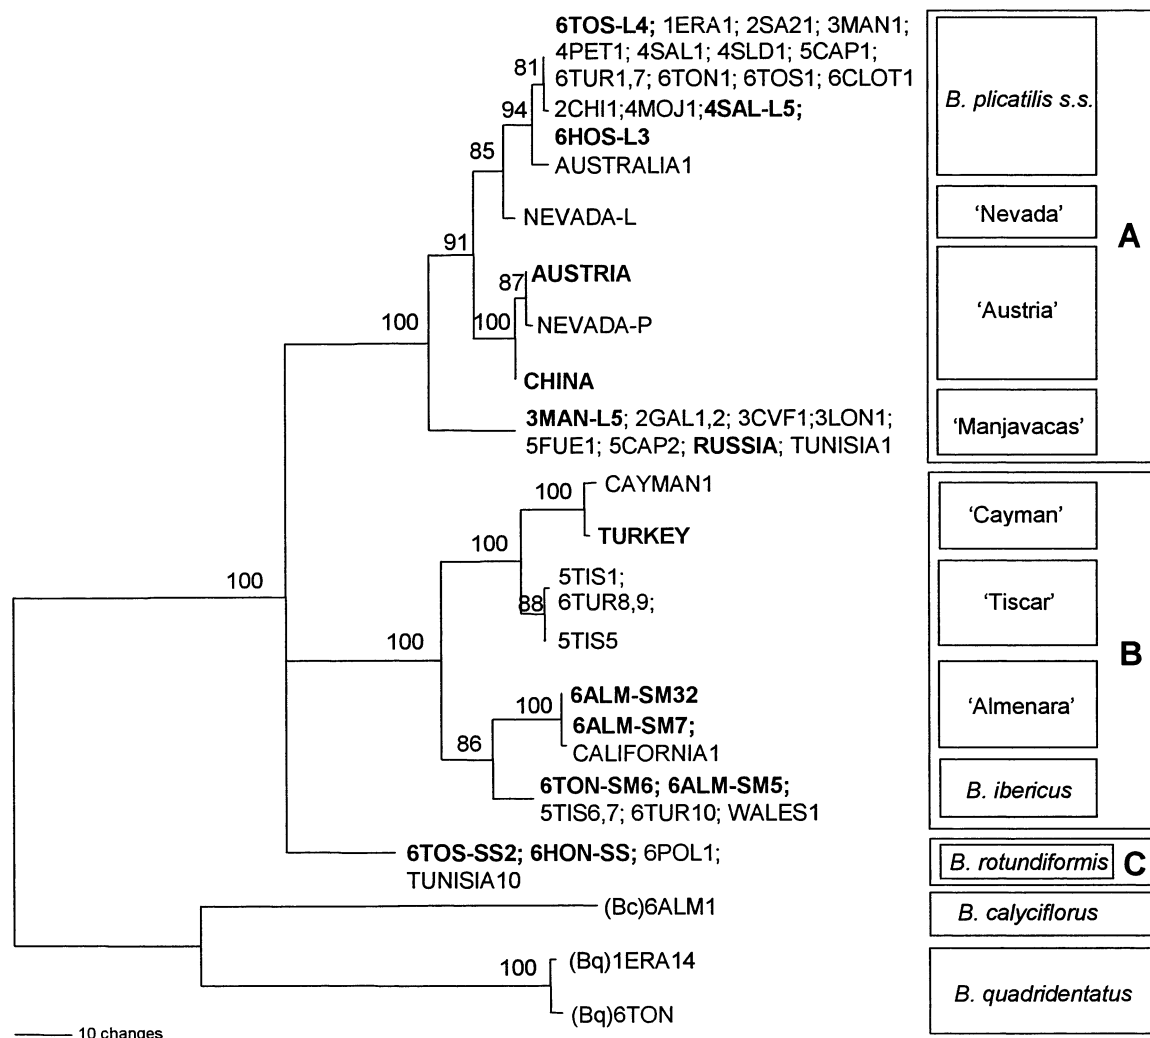 6TOS-L4; 1ERA1; 2SA21; 3MAN1;
4PET1; 4SAL1; 4SLD1; 5CAP1;
6TUR1,7; 6TON1; 6TOS1; 6CLOT1
2CHI1;4MOJ1;4SAL-L5;
6HOS-L3
AUSTRALIA1
81
94
85
NEVADA-L
91
AUSTRIA
87
NEVADA-P
100
100
CHINA
3MAN-L5; 2GAL1,2; 3CVF1;3LON1;
5FUE1; 5CAP2; RUSSIA; TUNISIA1
100
CAYMAN1
TURKEY
100
5TIS1;
6TUR8,9;
88
5TIS5
100
100
6ALM-SM32
100
6ALM-SM7;
CALIFORNIA1
86
6TON-SM6; 6ALM-SM5;
5TIS6,7; 6TUR10; WALES1
6TOS-SS2; 6HON-SS; 6POL1;
TUNISIA10
(Bc)6ALM1
100
(Bq)1ERA14
(Bq)6TON
10 changes
B. plicatilis s.s.
‘Nevada’
A
‘Austria’
‘Manjavacas’
‘Cayman’
‘Tiscar’
B
‘Almenara’
B. ibericus
B. rotundiformis
C
B. calyciflorus
B. quadridentatus